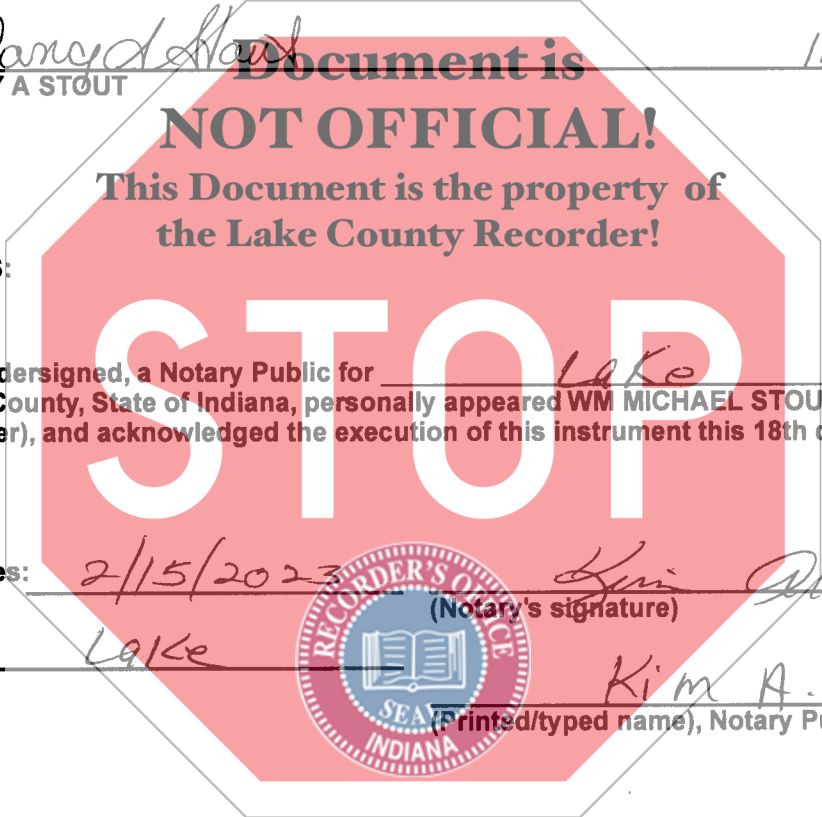 Document is
Y A STOUT
NOT OFFICIAL!
This Document is the property of
the Lake County Recorder!
S:
STOP
dersigned, a Notary Public for Lake
County, State of Indiana, personally appeared WM MICHAEL STOU
er), and acknowledged the execution of this instrument this 18th
es: 2/15/2023 Kim
(Notary's signature)
Lake
RECORDER'S OFFICE
SEAL
INDIANA
Kim A.
(Printed/typed name), Notary Pu